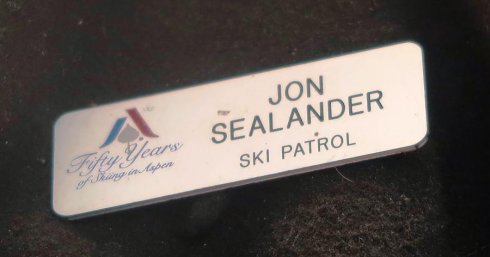 Fifty Years
of Skiing in Aspen
JON
SEALANDER
SKI PATROL